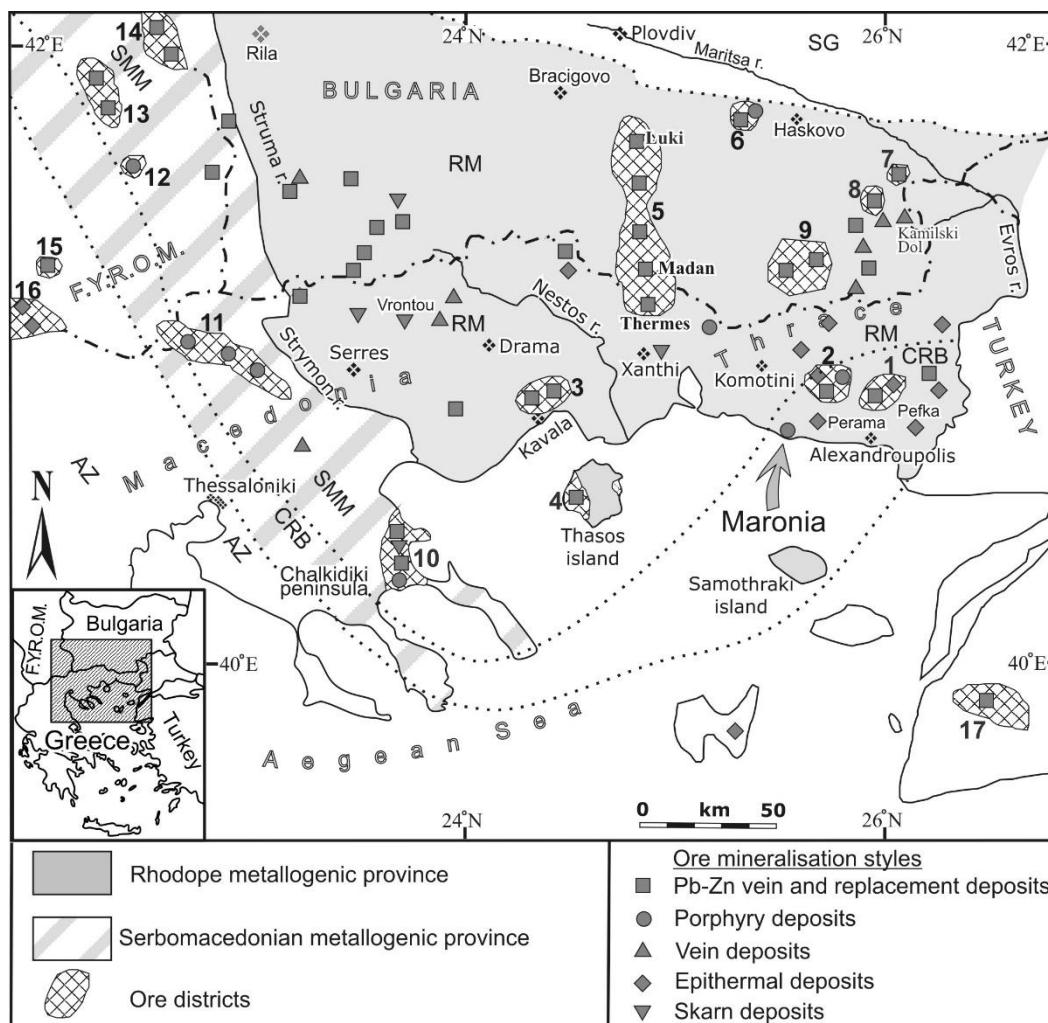 14
42°E
SMM
13
Rila
24°N
Plovdiv
Maritsa r.
SG
26°N
42°E
Bracigovo
BULGARIA
Struma r.
RM
Luki
6
Haskovo
12
7
8
5
9
Kamilski
Dol
Evros r.
15
F.Y.R.O.M.
16
Madan
Nestos r.
Thermes
11
Vrontou
RM
Serres
Drama
Strymon r.
Xanthi
Thrace
Komotini
RM
CRB
TURKEY
2
1
3
Kavala
Perama
Pefka
Alexandroupolis
Macedonia
AZ
N
Thessaloniki
SMM
CRB
AZ
4
Thasos
island
Maronia
10
Chalkidiki
peninsula
Samothraki
island
40°E
40°E
F.Y.R.O.M.
Bulgaria
Greece
Turkey
Aegean Sea
17
0 km 50
24°N
26°N
Rhodope metallogenic province
Serbomacedonian metallogenic province
Ore districts
Ore mineralisation styles
Pb-Zn vein and replacement deposits
Porphyry deposits
Vein deposits
Epithermal deposits
Skarn deposits